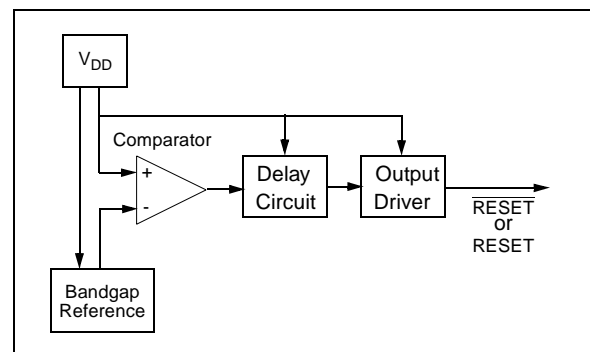 VDD
Comparator
+
-
Delay
Circuit
Output
Driver
RESET
or
RESET
Bandgap
Reference